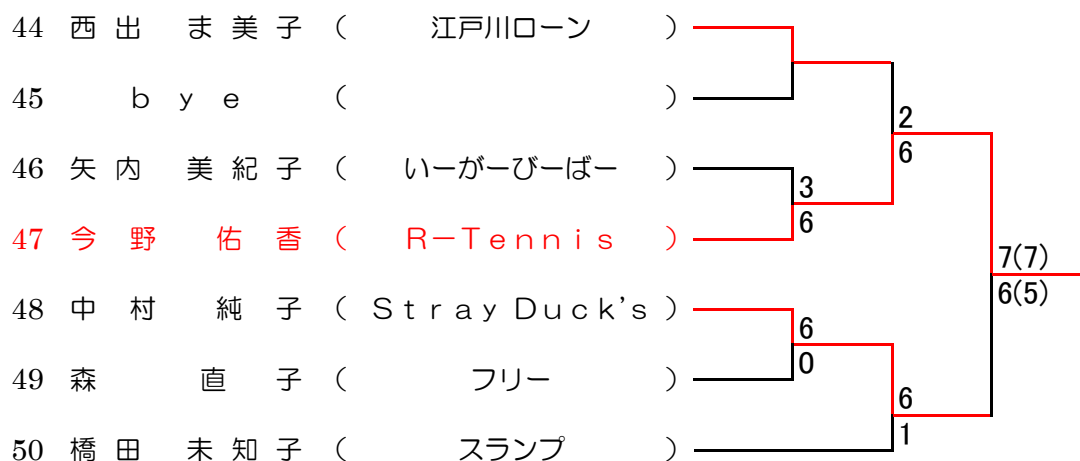 44 西出 ま美子 ( 江戸川ローン )
45 bye ( )
2
6
46 矢内 美紀子 ( いーがーびーばー )
3
6
47 今野 佑香 ( R-Tennis )
7(7)
6(5)
48 中村 純子 ( Stray Duck's )
6
0
49 森 直子 ( フリー )
6
1
50 橋田 未知子 ( スランプ )